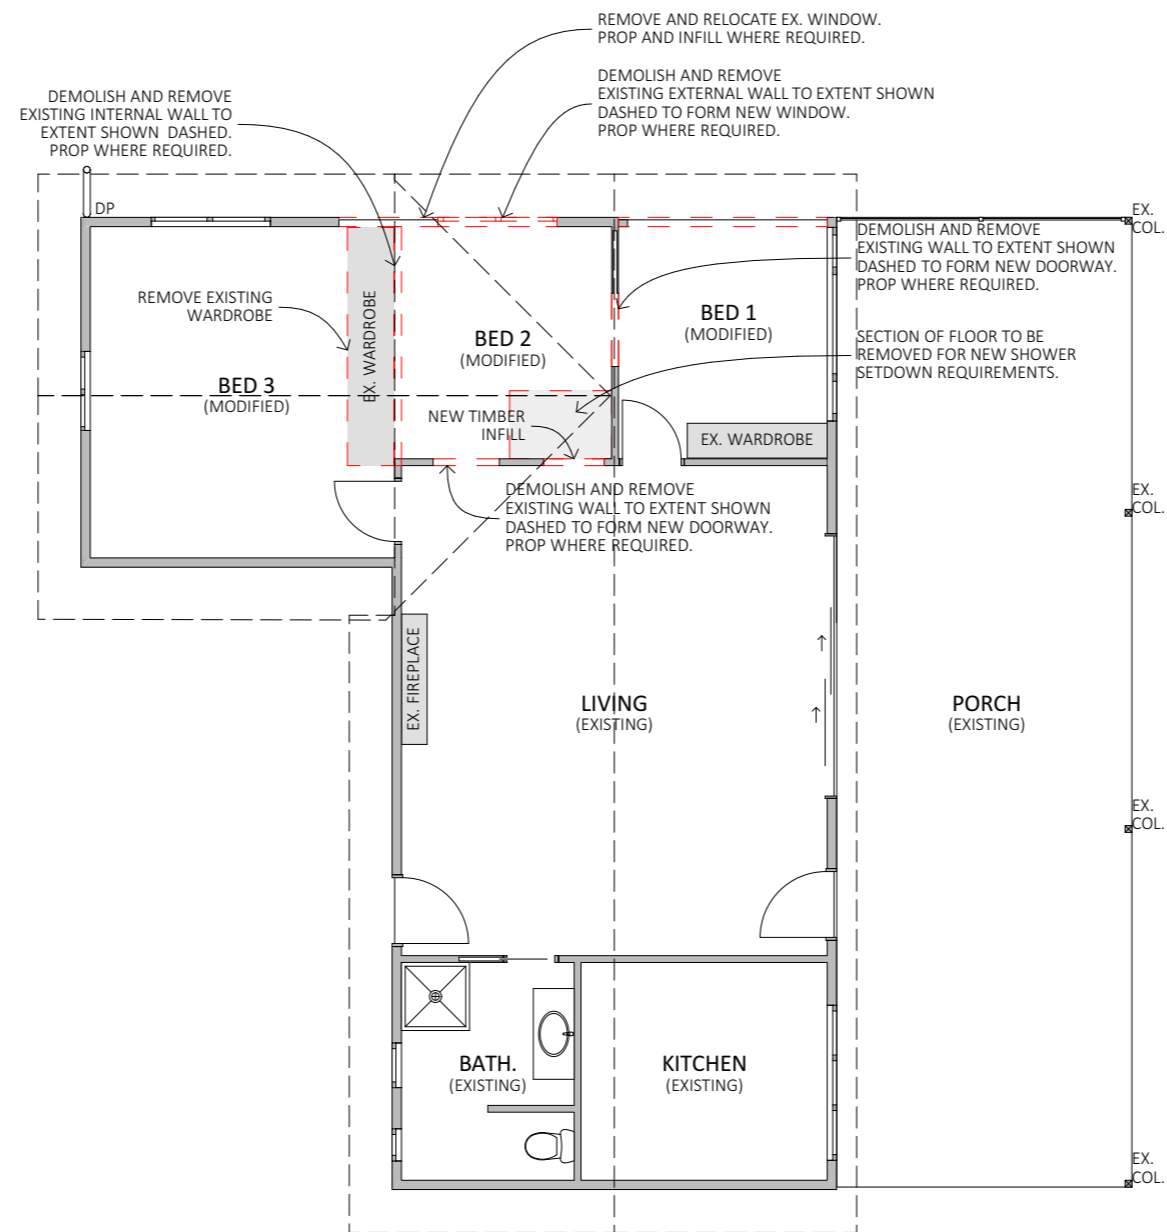 REMOVE AND RELOCATE EX. WINDOW.
PROP AND INFILL WHERE REQUIRED.
DEMOLISH AND REMOVE
EXISTING EXTERNAL WALL TO EXTENT SHOWN
DASHED TO FORM NEW WINDOW.
PROP WHERE REQUIRED.
DEMOLISH AND REMOVE
EXISTING INTERNAL WALL TO
EXTENT SHOWN DASHED.
PROP WHERE REQUIRED.
DP
EX.
COL.
DEMOLISH AND REMOVE
EXISTING WALL TO EXTENT SHOWN
DASHED TO FORM NEW DOORWAY.
PROP WHERE REQUIRED.
REMOVE EXISTING
WARDROBE
EX. WARDROBE
BED 2
(MODIFIED)
BED 1
(MODIFIED)
SECTION OF FLOOR TO BE
REMOVED FOR NEW SHOWER
SETDOWN REQUIREMENTS.
BED 3
(MODIFIED)
NEW TIMBER
INFILL
EX. WARDROBE
DEMOLISH AND REMOVE
EXISTING WALL TO EXTENT SHOWN
DASHED TO FORM NEW DOORWAY.
PROP WHERE REQUIRED.
EX.
COL.
EX. FIREPLACE
LIVING
(EXISTING)
PORCH
(EXISTING)
EX.
COL.
BATH.
(EXISTING)
KITCHEN
(EXISTING)
EX.
COL.